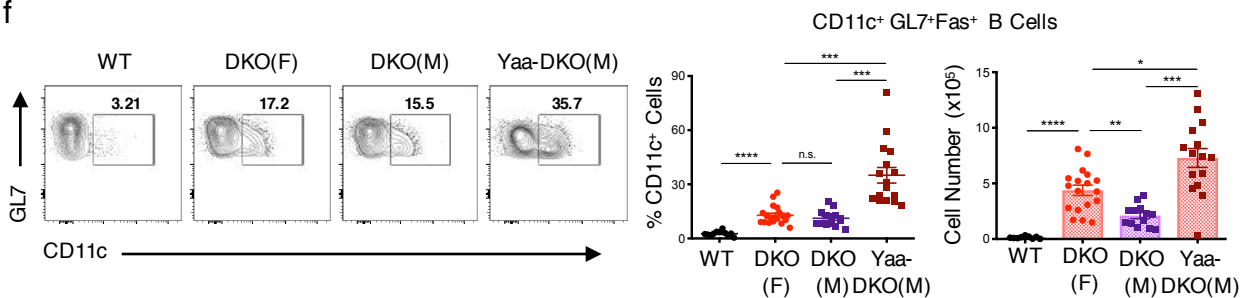 f
WT
DKO(F)
DKO(M)
Yaa-DKO(M)
3.21
17.2
15.5
35.7
GL7
CD11c
CD11c⁺ GL7⁺Fas⁺ B Cells
% CD11c⁺ Cells
90
60
30
0
****
n.s.
***
***
WT
DKO
(F)
DKO
(M)
Yaa-
DKO(M)
Cell Number (x10⁵)
15
10
5
0
****
**
***
*
WT
DKO
(F)
DKO
(M)
Yaa-
DKO(M)